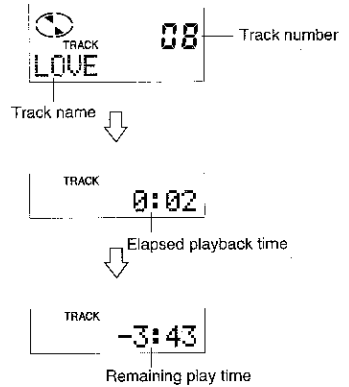 TRACK
08
Track number
LOVE
Track name
TRACK
0:02
Elapsed playback time
TRACK
-3:43
Remaining play time